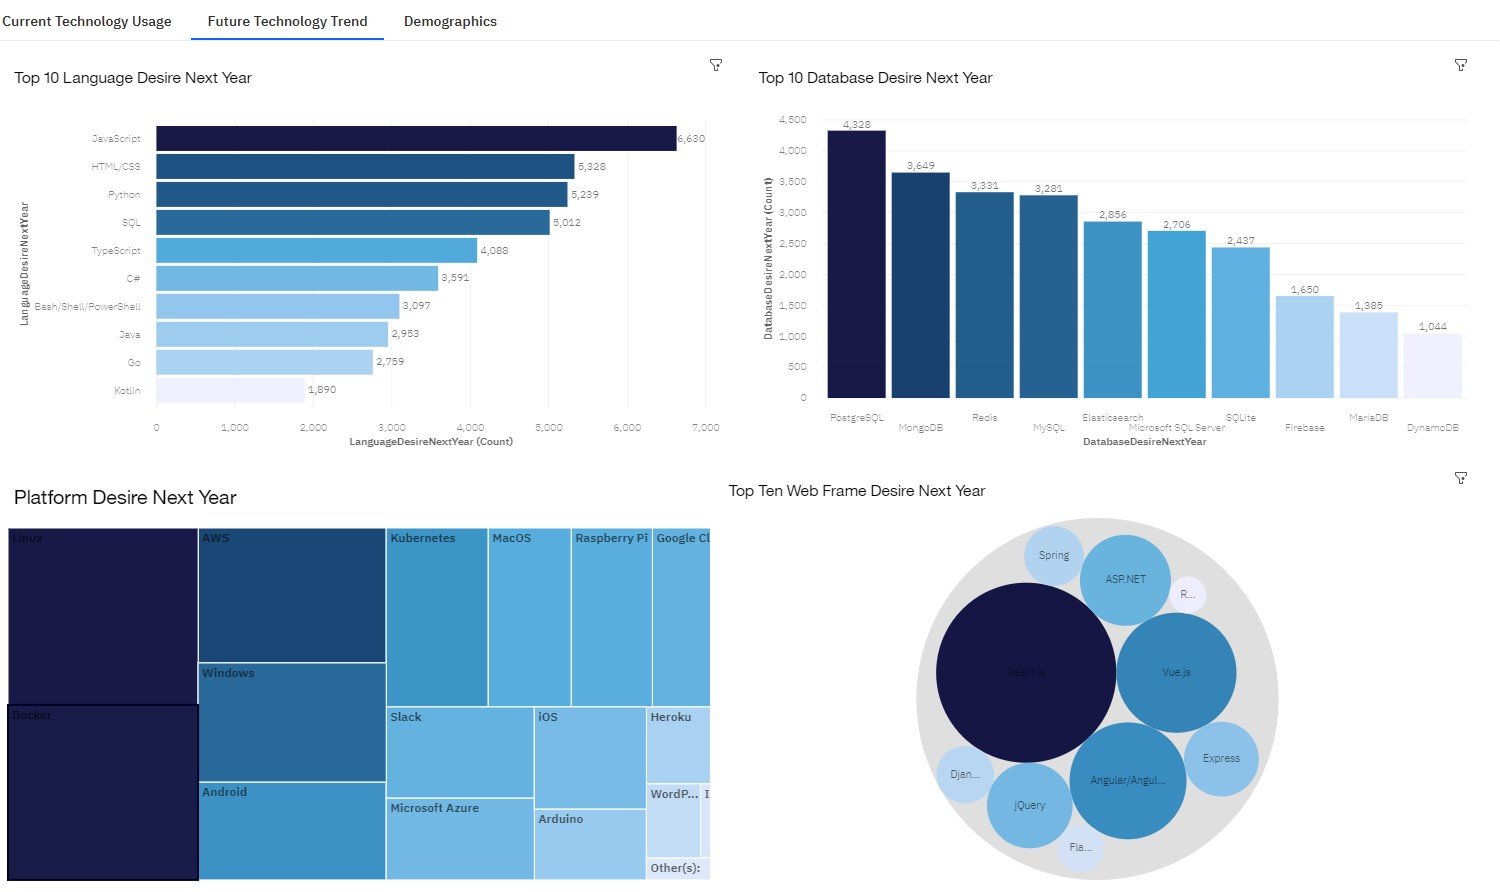 Current Technology Usage
Future Technology Trend
Demographics
Top 10 Language Desire Next Year
LanguageDesireNextYear
JavaScript
6,630
HTML/CSS
5,328
Python
5,239
SQL
5,012
TypeScript
4,088
C#
3,591
Bash/Shell/PowerShell
3,097
Java
2,953
Go
2,759
Kotlin
1,890
0 1,000 2,000 3,000 4,000 5,000 6,000 7,000
LanguageDesireNextYear (Count)
Top 10 Database Desire Next Year
DatabaseDesireNextYear (Count)
4,500
4,000
3,500
3,000
2,500
2,000
1,500
1,000
500
0
4,328
3,649
3,331
3,281
2,856
2,706
2,437
1,650
1,385
1,044
PostgreSQL
MongoDB
Redis
MySQL
Elasticsearch
Microsoft SQL Server
SQLite
Firebase
MariaDB
DynamoDB
DatabaseDesireNextYear
Platform Desire Next Year
Linux
Docker
AWS
Windows
Android
Kubernetes
MacOS
Raspberry Pi
Google Cl
Slack
Microsoft Azure
iOS
Arduino
Heroku
WordP...
I
Other(s):
Top Ten Web Frame Desire Next Year
Spring
ASP.NET
R...
React.js
Vue.js
Express
Angular/Angul...
Djan...
jQuery
Fla...